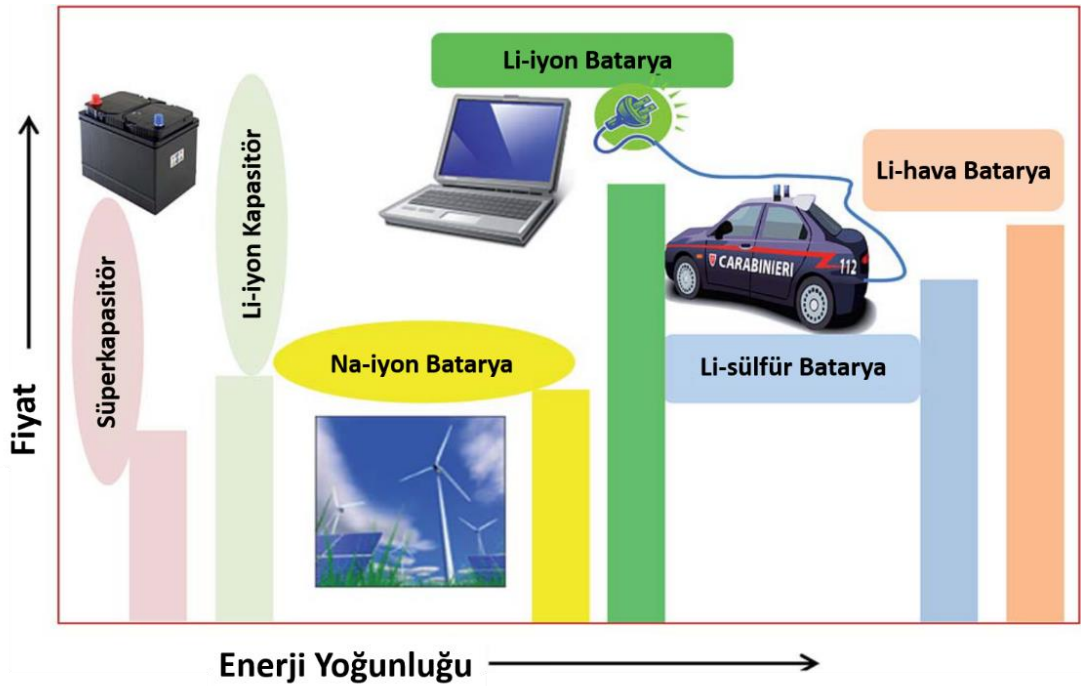 Li-iyon Batarya
Li-iyon Kapasitör
Li-hava Batarya
Süperkapasitör
CARABINIERI
112
Na-iyon Batarya
Li-sülfür Batarya
Fiyat
Enerji Yoğunluğu